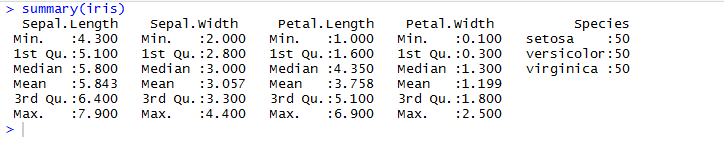 > summary(iris)
  Sepal.Length    Sepal.Width     Petal.Length    Petal.Width          Species  
 Min.   :4.300   Min.   :2.000   Min.   :1.000   Min.   :0.100   setosa    :50  
 1st Qu.:5.100   1st Qu.:2.800   1st Qu.:1.600   1st Qu.:0.300   versicolor:50  
 Median :5.800   Median :3.000   Median :4.350   Median :1.300   virginica :50  
 Mean   :5.843   Mean   :3.057   Mean   :3.758   Mean   :1.199                  
 3rd Qu.:6.400   3rd Qu.:3.300   3rd Qu.:5.100   3rd Qu.:1.800                  
 Max.   :7.900   Max.   :4.400   Max.   :6.900   Max.   :2.500                  
>